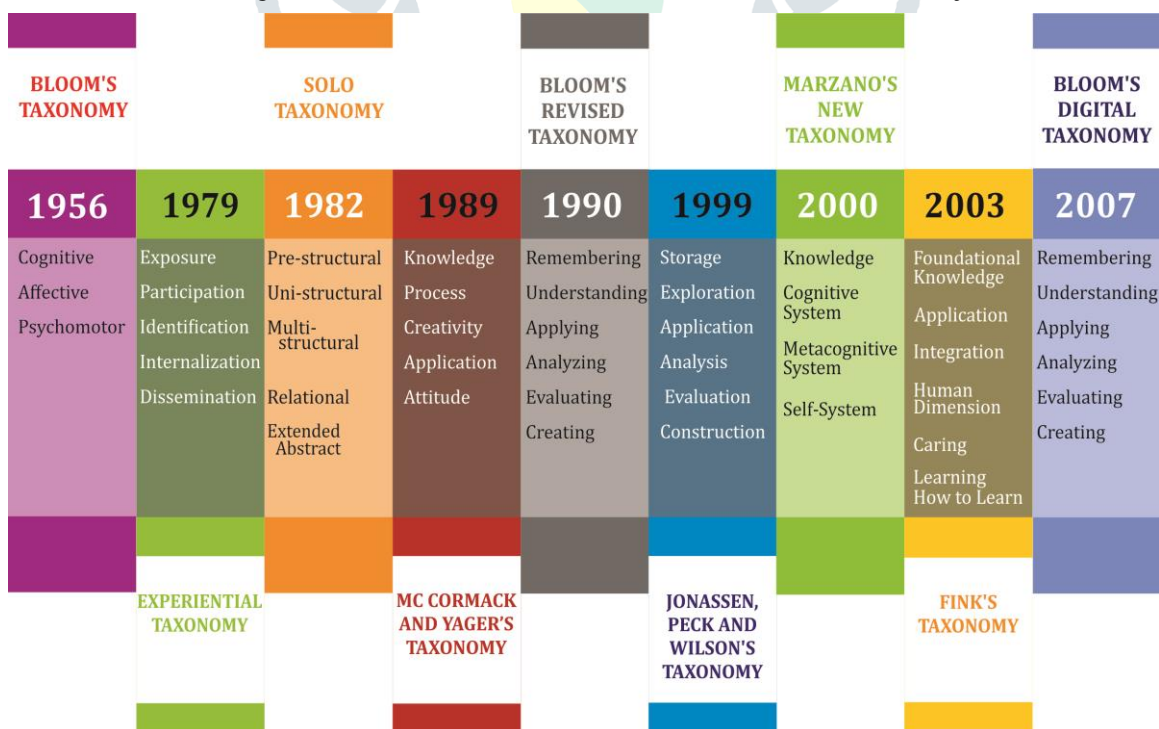 BLOOM'S
TAXONOMY
SOLO
TAXONOMY
BLOOM'S
REVISED
TAXONOMY
MARZANO'S
NEW
TAXONOMY
BLOOM'S
DIGITAL
TAXONOMY
1956
1979
1982
1989
1990
1999
2000
2003
2007
Cognitive
Affective
Psychomotor
Exposure
Participation
Identification
Internalization
Dissemination
Pre-structural
Uni-structural
Multi-
structural
Relational
Extended
Abstract
Knowledge
Process
Creativity
Application
Attitude
Remembering
Understanding
Applying
Analyzing
Evaluating
Creating
Storage
Exploration
Application
Analysis
Evaluation
Construction
Knowledge
Cognitive
System
Metacognitive
System
Self-System
Foundational
Knowledge
Application
Integration
Human
Dimension
Caring
Learning
How to Learn
Remembering
Understanding
Applying
Analyzing
Evaluating
Creating
EXPERIENTIAL
TAXONOMY
MC CORMACK
AND YAGER'S
TAXONOMY
JONASSEN,
PECK AND
WILSON'S
TAXONOMY
FINK'S
TAXONOMY